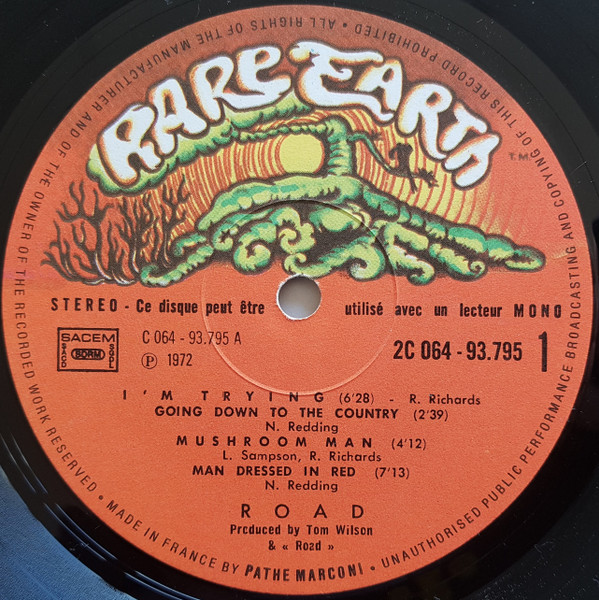 RARE EARTH
T.M.
STEREO - Ce disque peut être utilisé avec un lecteur MONO
SACEM
SACD
SDRM
SGDL
C 064 - 93.795 A
Ⓟ 1972
2C 064 - 93.795 1
I'M TRYING (6'28) - R. Richards
GOING DOWN TO THE COUNTRY (2'39)
N. Redding
MUSHROOM MAN (4'12)
L. Sampson, R. Richards
MAN DRESSED IN RED (7'13)
N. Redding
ROAD
Produced by Tom Wilson
& « Road »
ALL RIGHTS OF THE MANUFACTURER AND OF THE OWNER OF THE RECORDED WORK RESERVED • MADE IN FRANCE BY PATHE MARCONI • UNAUTHORISED PUBLIC PERFORMANCE BROADCASTING AND COPYING OF THIS RECORD PROHIBITED •